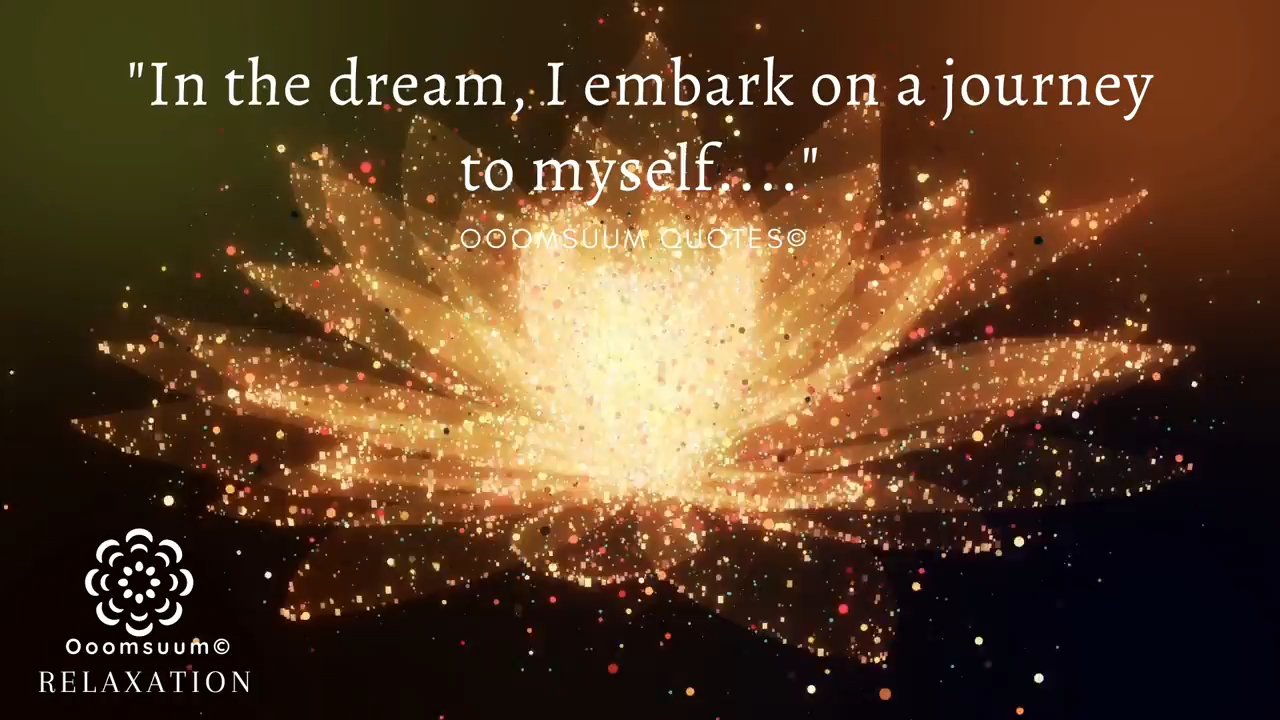 "In the dream, I embark on a journey
to myself...."
OOOMSUUM QUOTES©
Ooomsuum©
RELAXATION